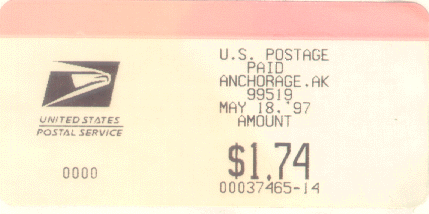 UNITED STATES
POSTAL SERVICE
0000
U.S. POSTAGE
PAID
ANCHORAGE.AK
99519
MAY 18.'97
AMOUNT
$1.74
00037465-14